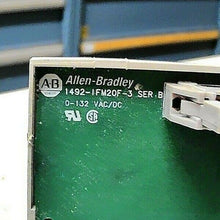 AB Allen-Bradley
1492-IFM20F-3 SER.B
0-132 VAC/DC